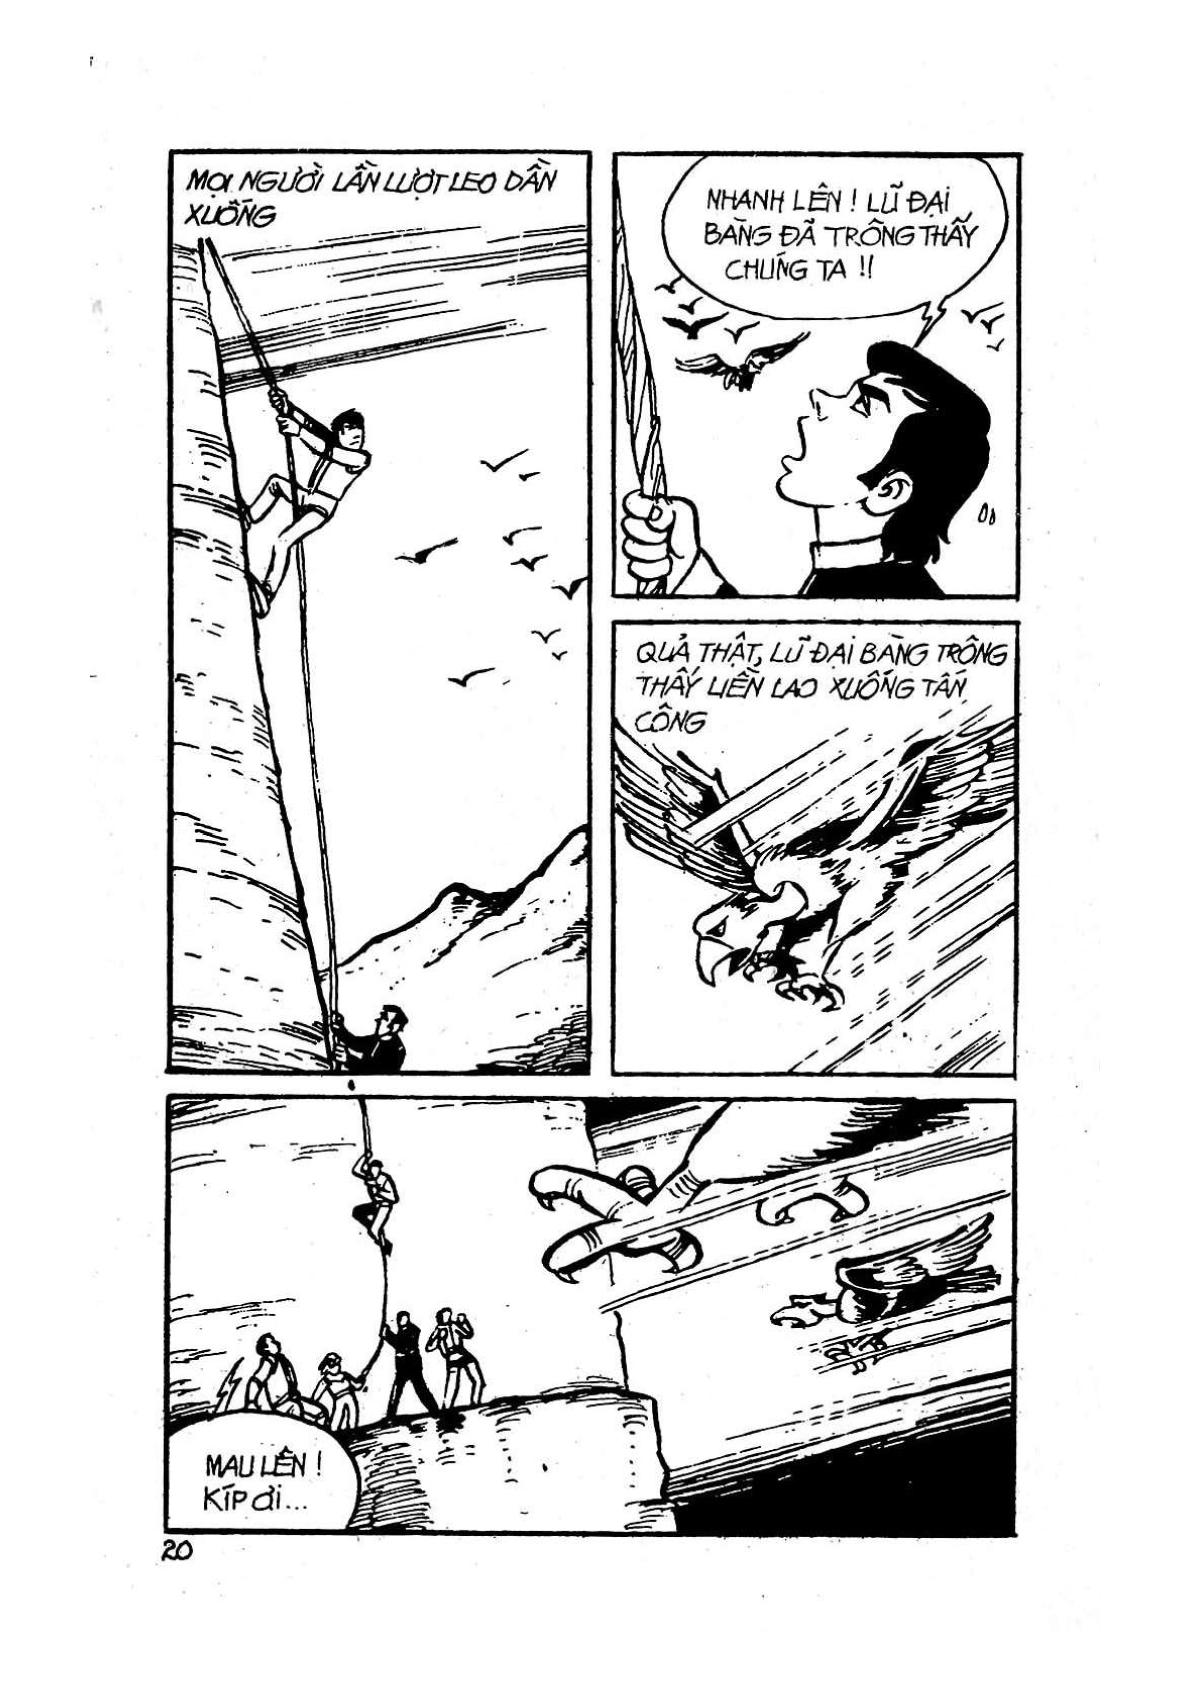 MỌI NGƯỜI LẦN LƯỢT LEO DẦN
XUỐNG
NHANH LÊN ! LŨ ĐẠI
BÀNG ĐÃ TRÔNG THẤY
CHÚNG TA !!
QUẢ THẬT, LŨ ĐẠI BÀNG TRÔNG
THẤY LIỀN LAO XUỐNG TẤN
CÔNG
MAU LÊN !
KÍP ƠI...
20